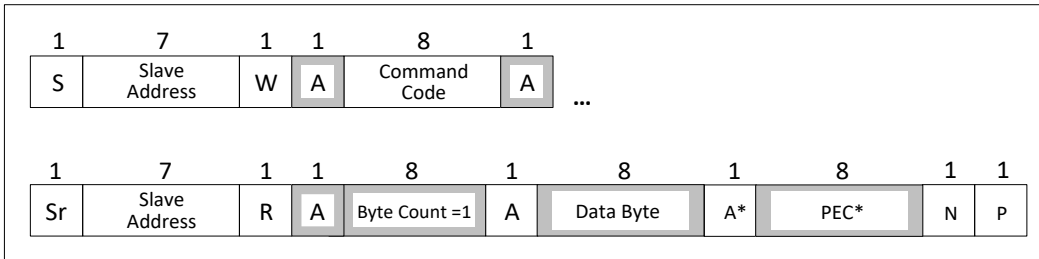 1 7 1 1 8 1
S Slave Address W A Command Code A ...
1 7 1 1 8 1 8 1 8 1 1
Sr Slave Address R A Byte Count =1 A Data Byte A* PEC* N P